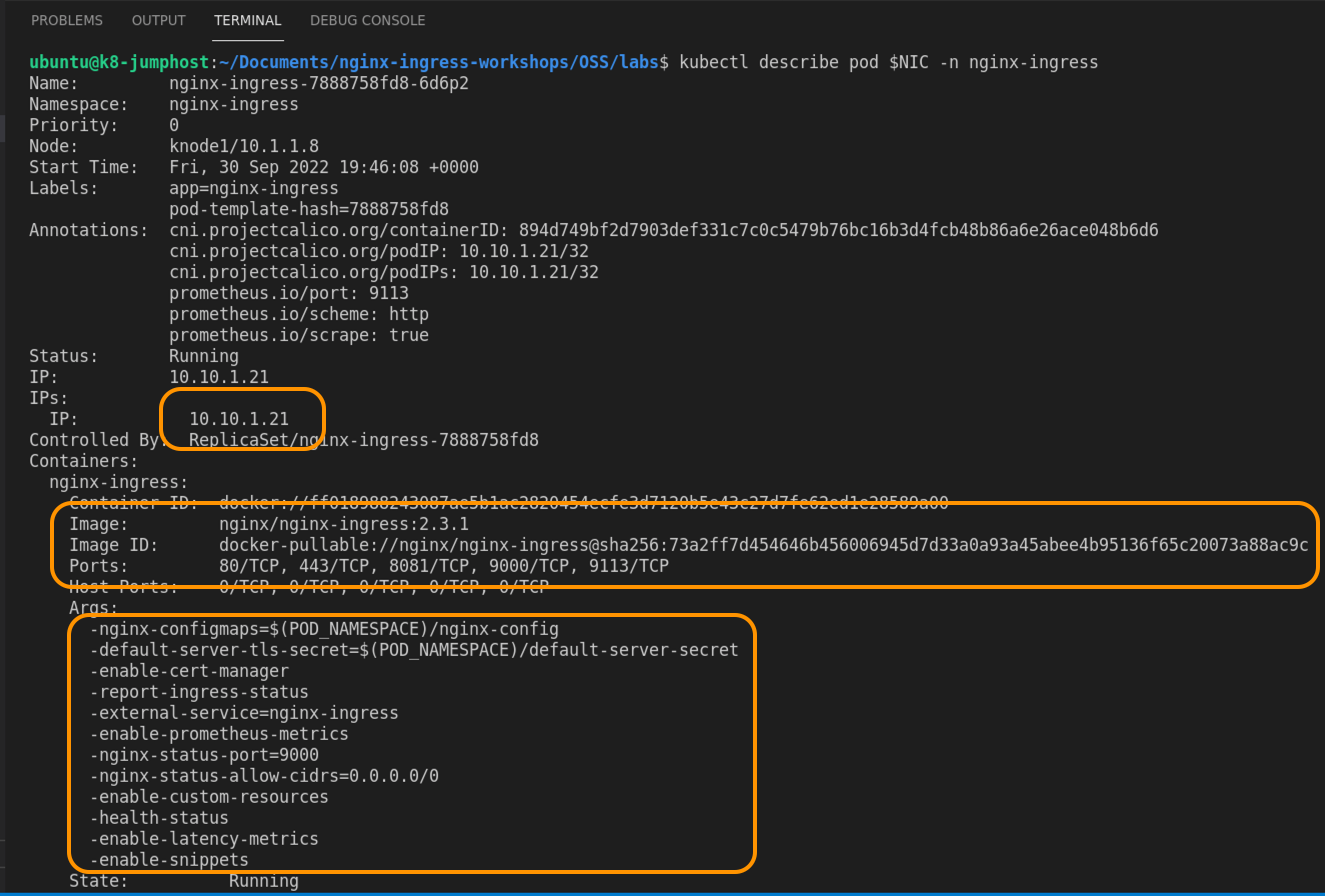 PROBLEMS OUTPUT TERMINAL DEBUG CONSOLE
ubuntu@k8-jumphost:~/Documents/nginx-ingress-workshops/OSS/labs$ kubectl describe pod $NIC -n nginx-ingress
Name: nginx-ingress-7888758fd8-6d6p2
Namespace: nginx-ingress
Priority: 0
Node: knode1/10.1.1.8
Start Time: Fri, 30 Sep 2022 19:46:08 +0000
Labels: app=nginx-ingress
pod-template-hash=7888758fd8
Annotations: cni.projectcalico.org/containerID: 894d749bf2d7903def331c7c0c5479b76bc16b3d4fcb48b86a6e26ace048b6d6
cni.projectcalico.org/podIP: 10.10.1.21/32
cni.projectcalico.org/podIPs: 10.10.1.21/32
prometheus.io/port: 9113
prometheus.io/scheme: http
prometheus.io/scrape: true
Status: Running
IP: 10.10.1.21
IPs:
IP: 10.10.1.21
Controlled By: ReplicaSet/nginx-ingress-7888758fd8
Containers:
nginx-ingress:
Container ID:
Image: nginx/nginx-ingress:2.3.1
Image ID: docker-pullable://nginx/nginx-ingress@sha256:73a2ff7d454646b456006945d7d33a0a93a45abee4b95136f65c20073a88ac9c
Ports: 80/TCP, 443/TCP, 8081/TCP, 9000/TCP, 9113/TCP
Host Ports: 0/TCP, 0/TCP, 0/TCP, 0/TCP, 0/TCP
Args:
-nginx-configmaps=$(POD_NAMESPACE)/nginx-config
-default-server-tls-secret=$(POD_NAMESPACE)/default-server-secret
-enable-cert-manager
-report-ingress-status
-external-service=nginx-ingress
-enable-prometheus-metrics
-nginx-status-port=9000
-nginx-status-allow-cidrs=0.0.0.0/0
-enable-custom-resources
-health-status
-enable-latency-metrics
-enable-snippets
State: Running